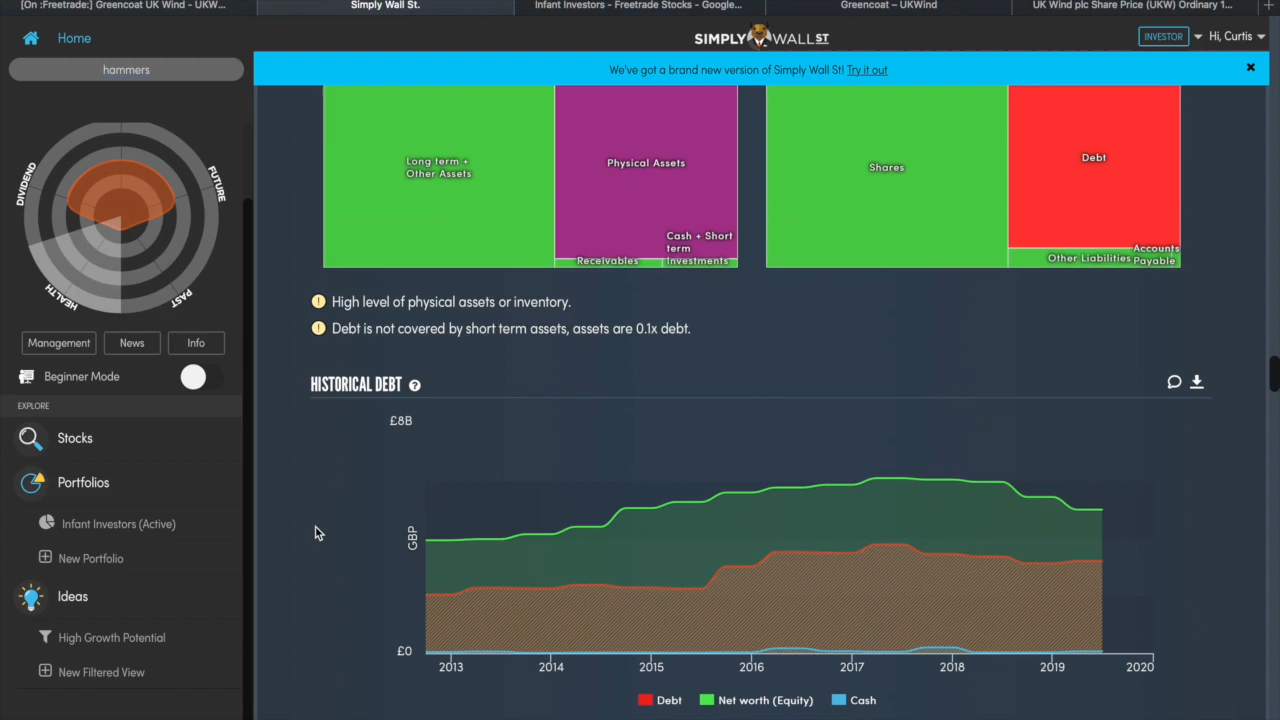 [On :Freetrade:] Greencoat UK Wind - UKW...
Simply Wall St.
Infant Investors - Freetrade Stocks - Google...
Greencoat – UKWind
UK Wind plc Share Price (UKW) Ordinary 1...
Home
SIMPLY WALL ST
INVESTOR
Hi, Curtis
hammers
We've got a brand new version of Simply Wall St! Try it out
DIVIDEND
FUTURE
HEALTH
PAST
Long term +
Other Assets
Physical Assets
Cash + Short
term
Investments
Receivables
Shares
Debt
Other Liabilities
Accounts
Payable
High level of physical assets or inventory.
Debt is not covered by short term assets, assets are 0.1x debt.
Management
News
Info
Beginner Mode
EXPLORE
Stocks
Portfolios
Infant Investors (Active)
New Portfolio
Ideas
High Growth Potential
New Filtered View
HISTORICAL DEBT ?
£8B
GBP
£0
2013
2014
2015
2016
2017
2018
2019
2020
Debt
Net worth (Equity)
Cash